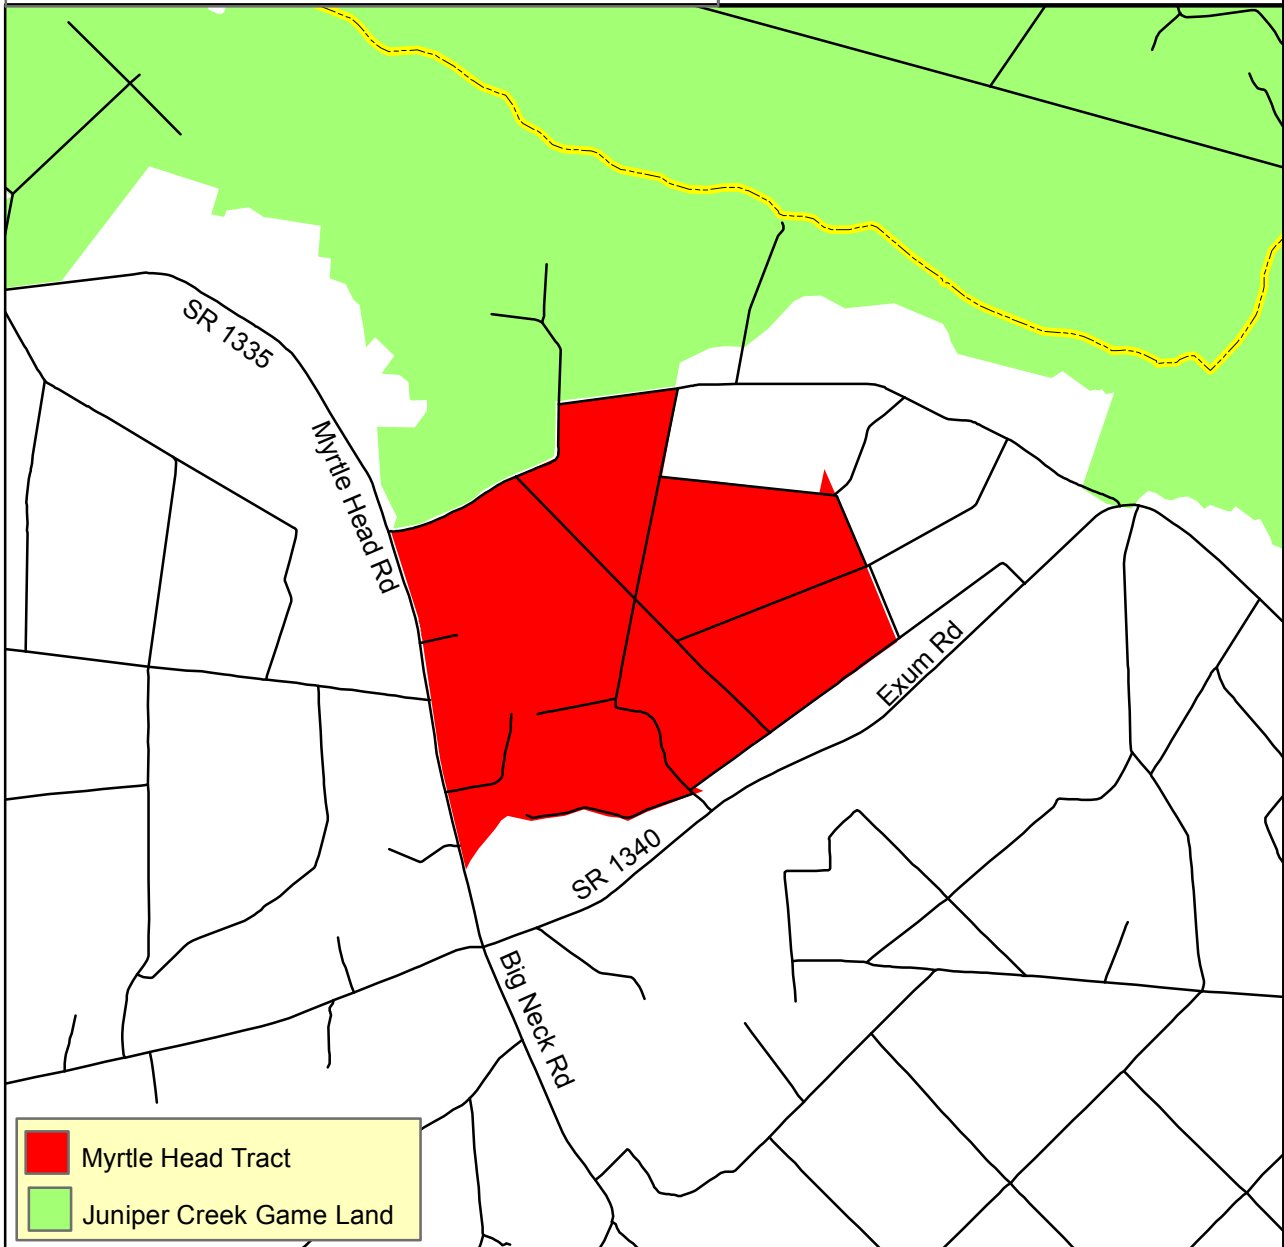 SR 1335
Myrtle Head Rd
Exum Rd
SR 1340
Big Neck Rd
Myrtle Head Tract
Juniper Creek Game Land